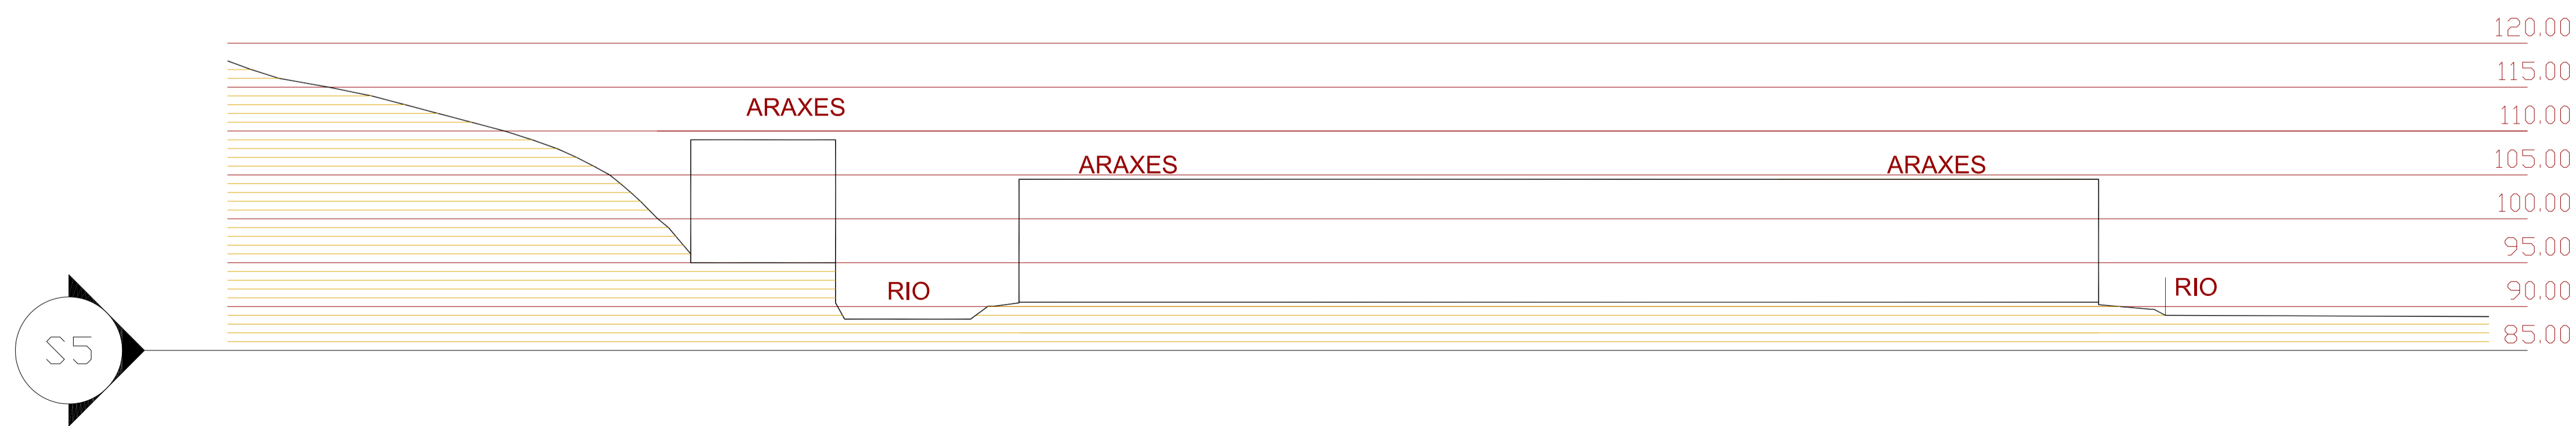 120.00
115.00
ARAXES
110.00
ARAXES
ARAXES
105.00
100.00
95.00
RIO
RIO
90.00
S5
85.00